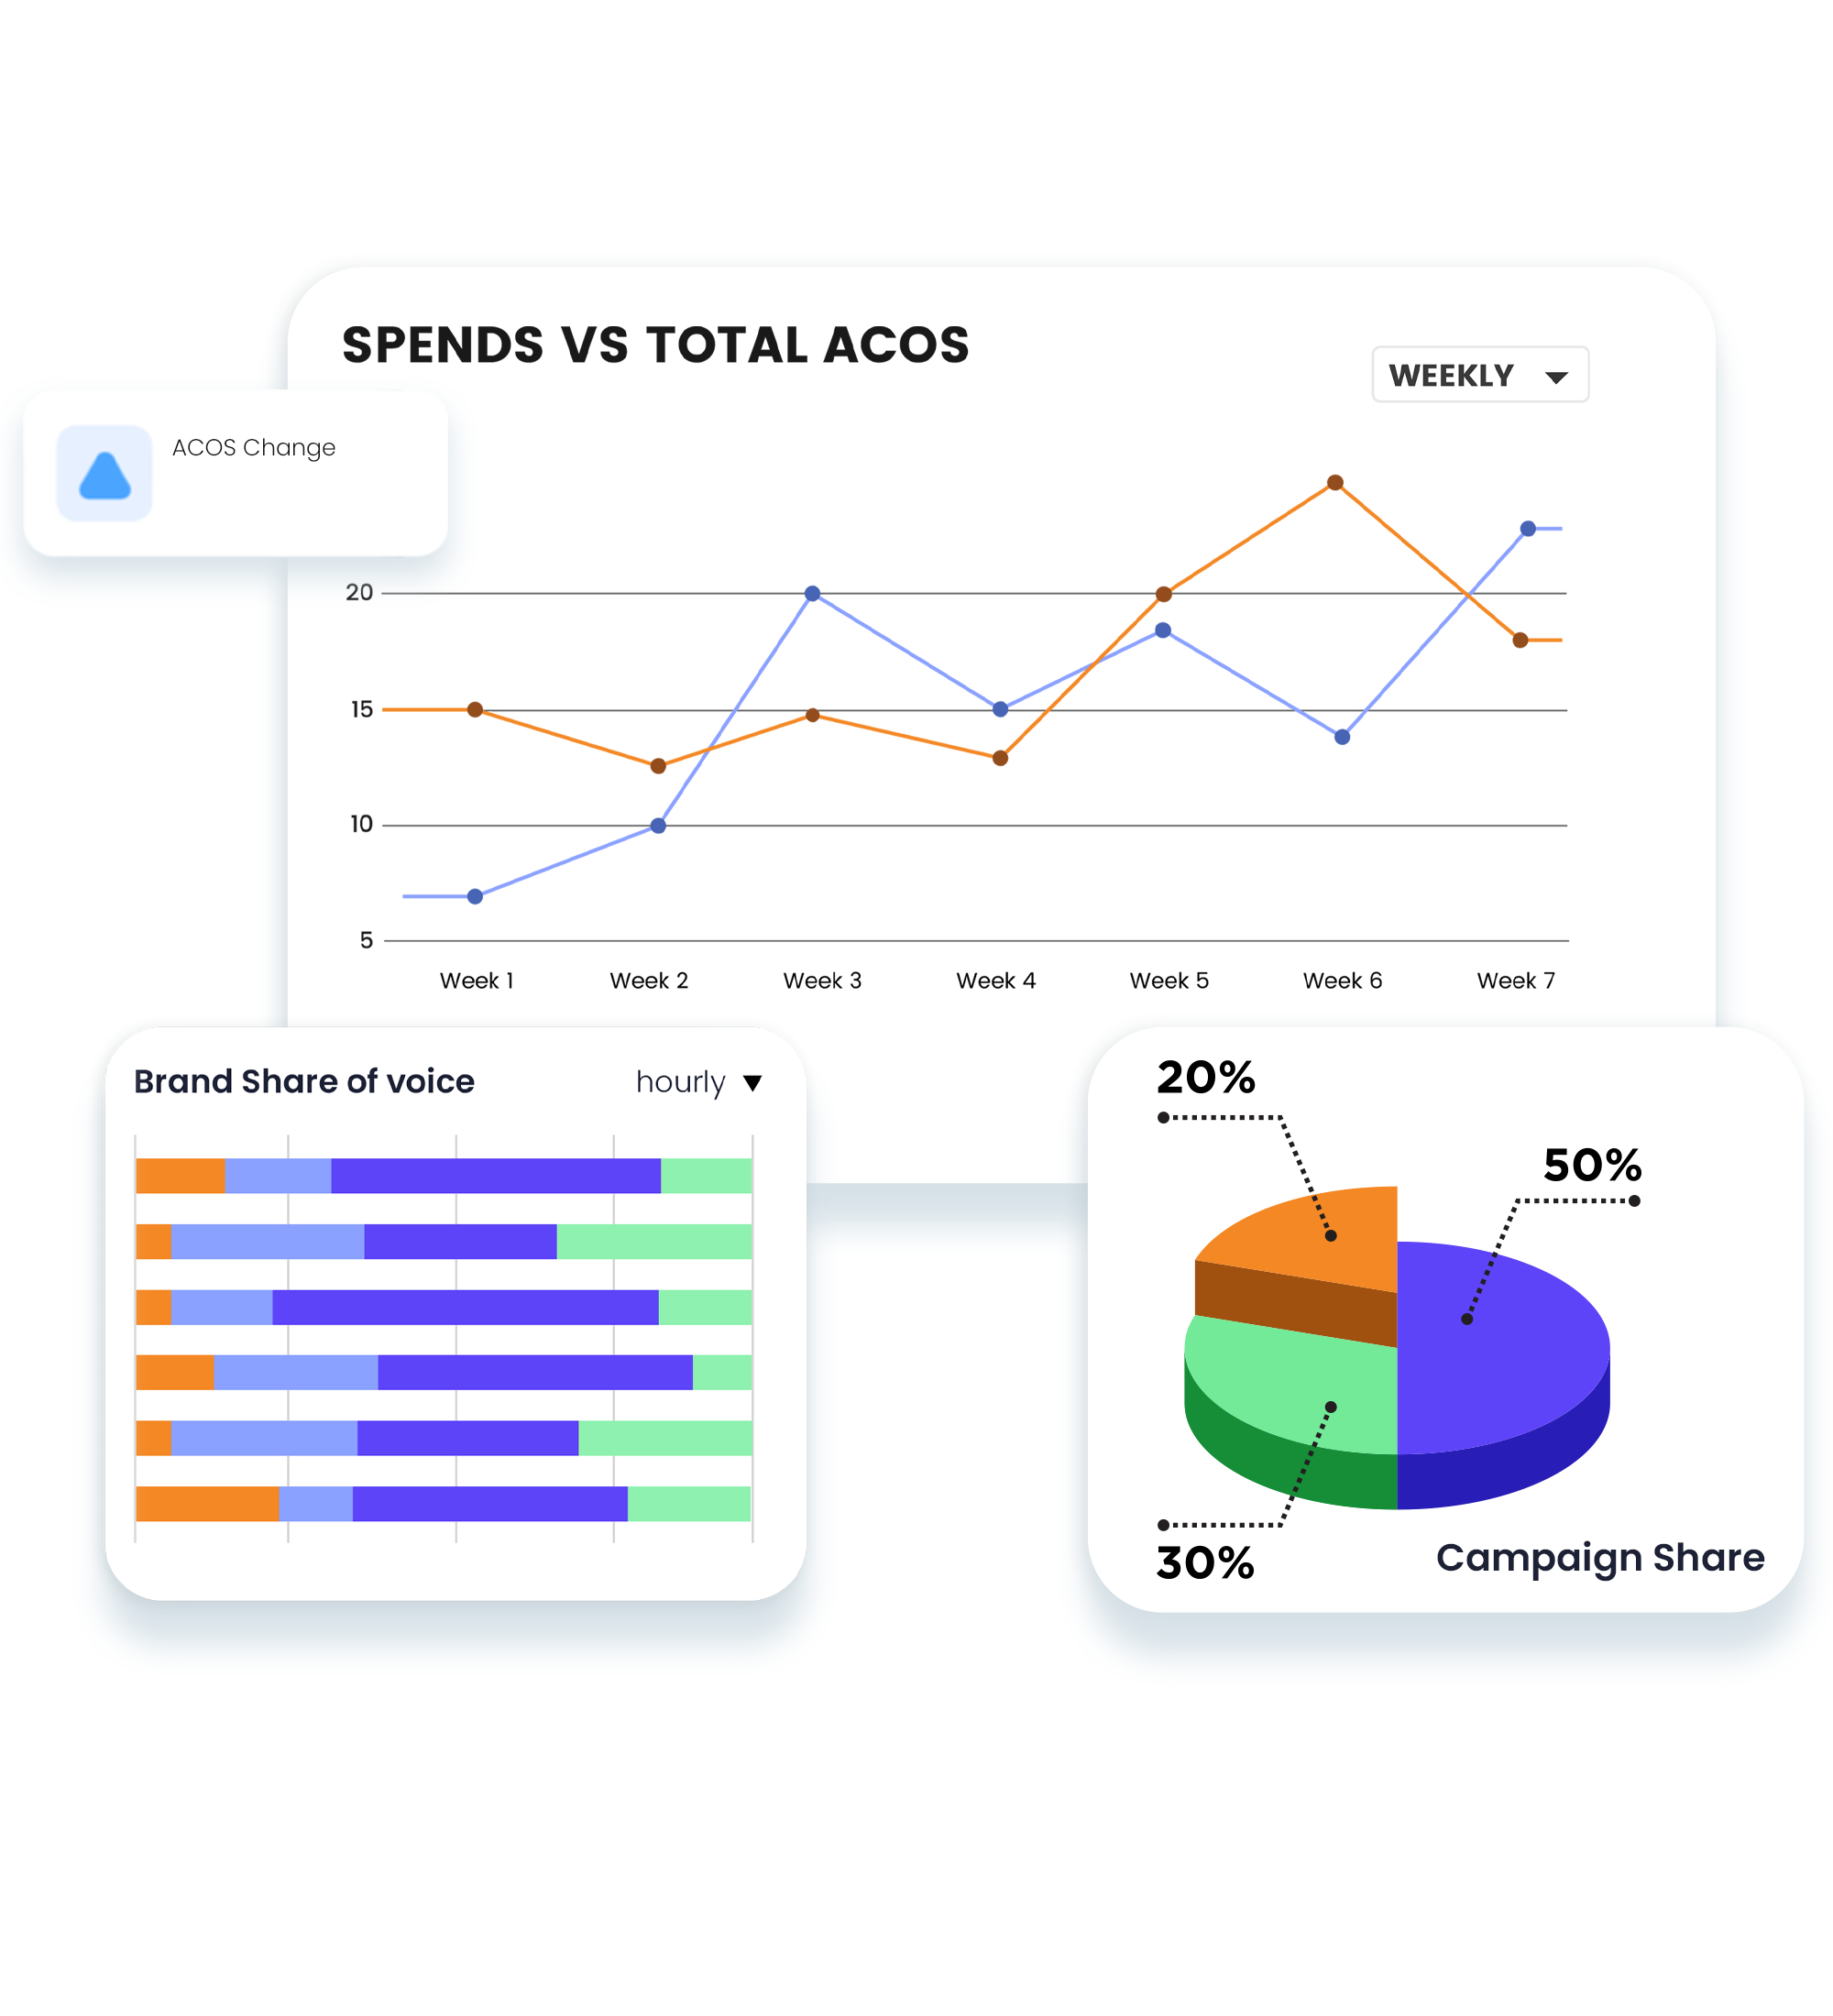 SPENDS VS TOTAL ACOS
WEEKLY
ACOS Change
20
15
10
5
Week 1 Week 2 Week 3 Week 4 Week 5 Week 6 Week 7
Brand Share of voice
hourly
20%
50%
30%
Campaign Share